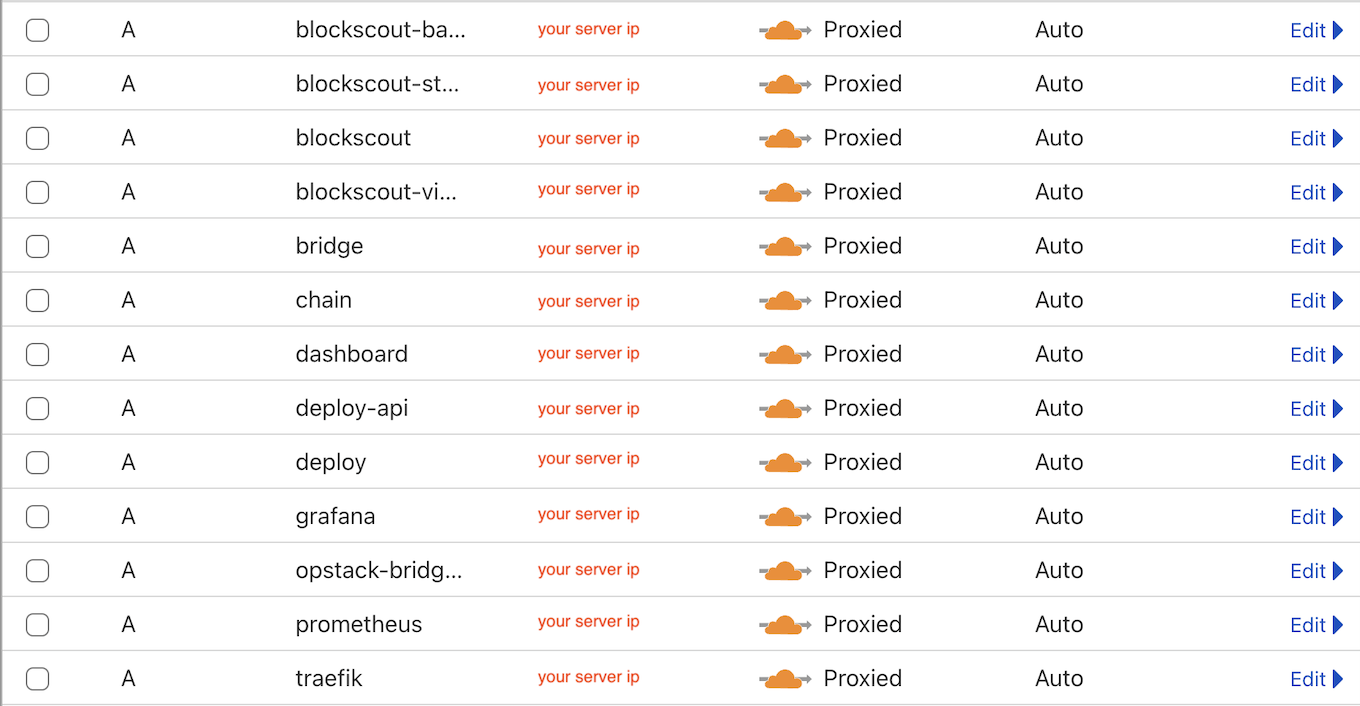 A blockscout-ba... your server ip Proxied Auto Edit
A blockscout-st... your server ip Proxied Auto Edit
A blockscout your server ip Proxied Auto Edit
A blockscout-vi... your server ip Proxied Auto Edit
A bridge your server ip Proxied Auto Edit
A chain your server ip Proxied Auto Edit
A dashboard your server ip Proxied Auto Edit
A deploy-api your server ip Proxied Auto Edit
A deploy your server ip Proxied Auto Edit
A grafana your server ip Proxied Auto Edit
A opstack-bridg... your server ip Proxied Auto Edit
A prometheus your server ip Proxied Auto Edit
A traefik your server ip Proxied Auto Edit